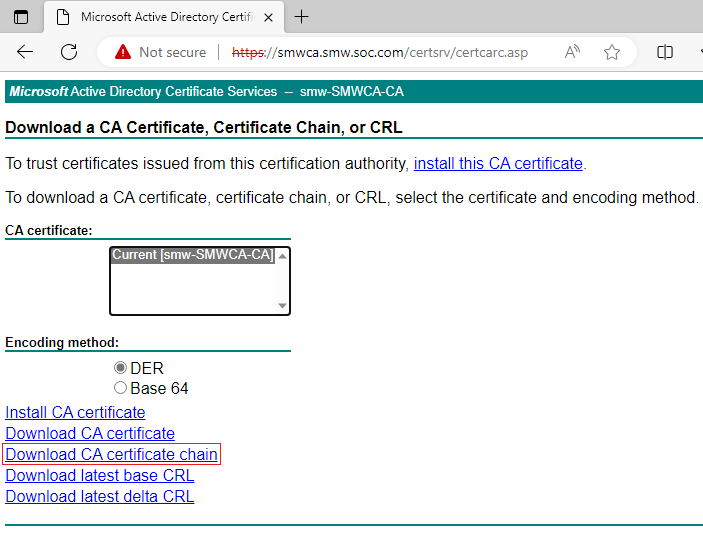 Microsoft Active Directory Certifi
Not secure
https://smwca.smw.soc.com/certsrv/certcarc.asp
Microsoft Active Directory Certificate Services -- smw-SMWCA-CA
Download a CA Certificate, Certificate Chain, or CRL
To trust certificates issued from this certification authority, install this CA certificate.
To download a CA certificate, certificate chain, or CRL, select the certificate and encoding method.
CA certificate:
Current [smw-SMWCA-CA]
Encoding method:
DER
Base 64
Install CA certificate
Download CA certificate
Download CA certificate chain
Download latest base CRL
Download latest delta CRL